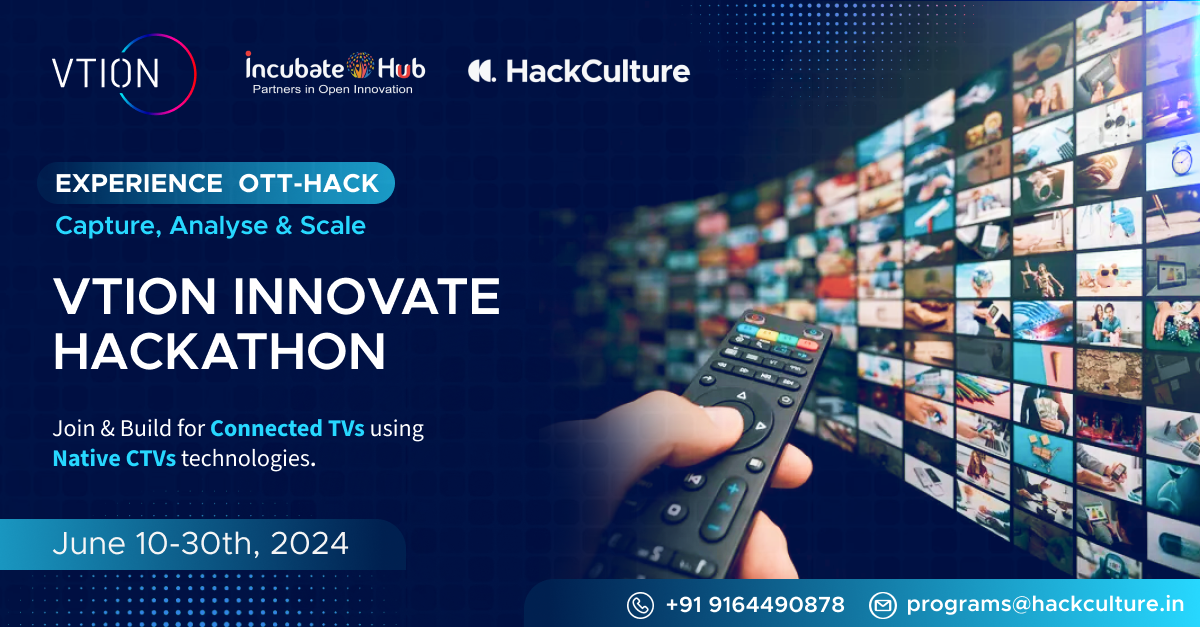 VTION
incubate Hub
Partners in Open Innovation
HackCulture
EXPERIENCE OTT-HACK
Capture, Analyse & Scale
VTION INNOVATE
HACKATHON
Join & Build for Connected TVs using
Native CTVs technologies.
June 10-30th, 2024
+91 9164490878
programs@hackculture.in